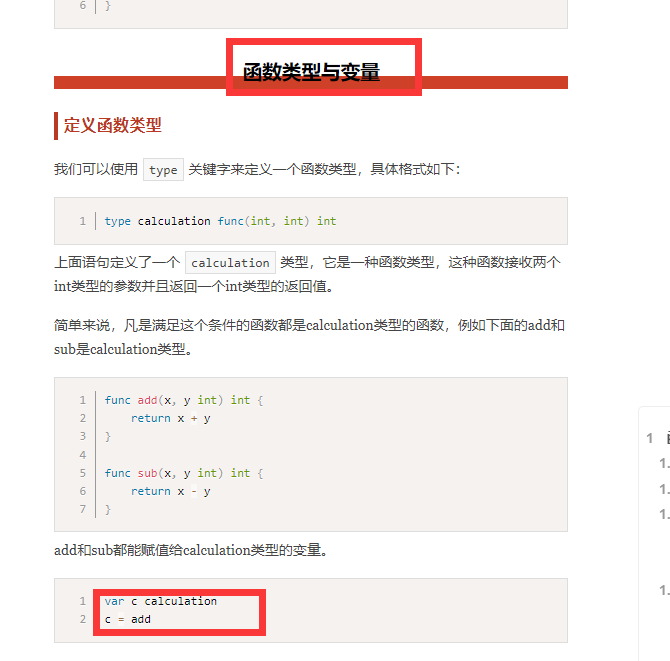 6 }
函数类型与变量
定义函数类型
我们可以使用 type 关键字来定义一个函数类型，具体格式如下：
1 type calculation func(int, int) int
上面语句定义了一个 calculation 类型，它是一种函数类型，这种函数接收两个
int类型的参数并且返回一个int类型的返回值。
简单来说，凡是满足这个条件的函数都是calculation类型的函数，例如下面的add和
sub是calculation类型。
1 func add(x, y int) int {
2 return x + y
3 }
4
5 func sub(x, y int) int {
6 return x - y
7 }
add和sub都能赋值给calculation类型的变量。
1 var c calculation
2 c = add
1
1.
1.
1.
1.